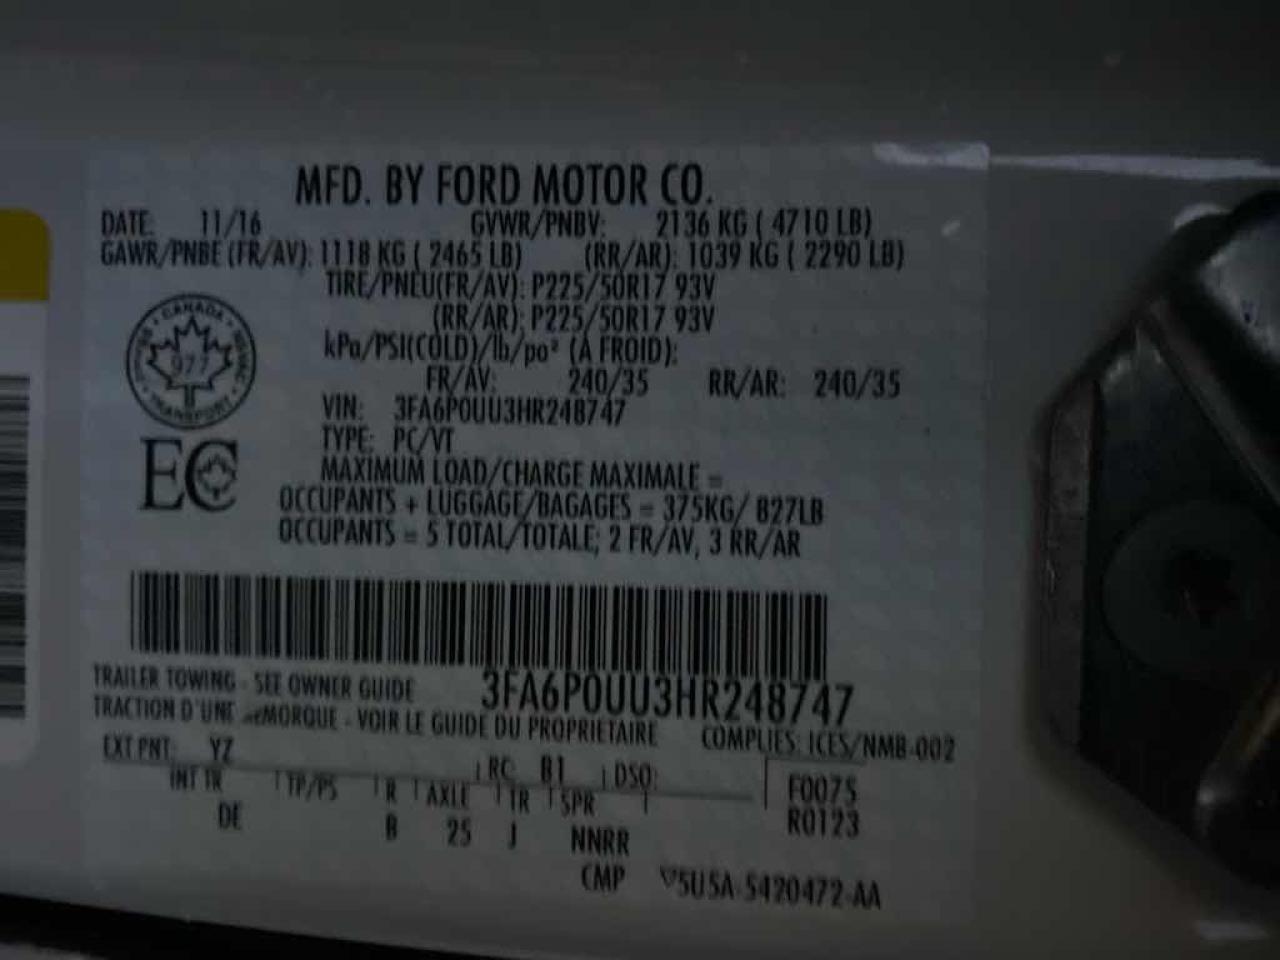 MFD. BY FORD MOTOR CO.
DATE: 11/16 GVWR/PNBV: 2136 KG ( 4710 LB)
GAWR/PNBE (FR/AV): 1118 KG ( 2465 LB) (RR/AR): 1039 KG ( 2290 LB)
TIRE/PNEU(FR/AV): P225/50R17 93V
(RR/AR): P225/50R17 93V
kPa/PSI(COLD)/lb/po² (A FROID):
FR/AV: 240/35 RR/AR: 240/35
VIN: 3FA6P0UU3HR248747
TYPE: PC/VT
CANADA
977
TRANSPORT
EC
MAXIMUM LOAD/CHARGE MAXIMALE =
OCCUPANTS + LUGGAGE/BAGAGES = 375KG/ 827LB
OCCUPANTS = 5 TOTAL/TOTALE; 2 FR/AV, 3 RR/AR
TRAILER TOWING - SEE OWNER GUIDE 3FA6P0UU3HR248747
TRACTION D'UNE REMORQUE - VOIR LE GUIDE DU PROPRIETAIRE COMPLIES: ICES/NMB-002
EXT PNT: YZ RC: B1 DSO:
F0075
INT TR TP/PS R AXLE TR SPR
R0123
DE B 25 J NNRR
CMP 5U5A-5420472-AA